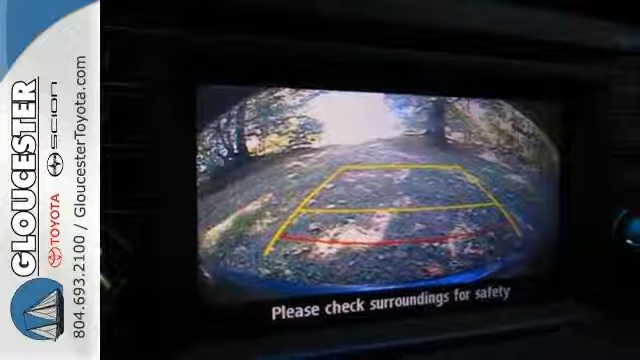 GLOUCESTER
TOYOTA SCION
804.693.2100 / GloucesterToyota.com
Please check surroundings for safety